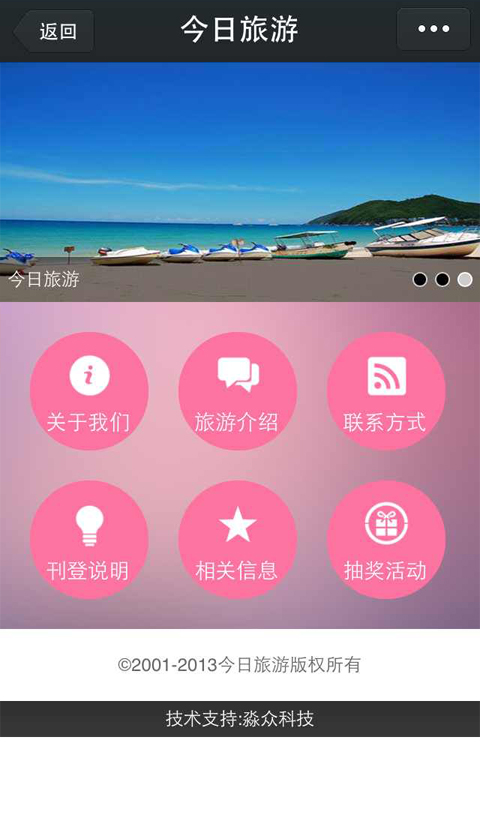 返回
今日旅游
今日旅游
关于我们
旅游介绍
联系方式
刊登说明
相关信息
抽奖活动
©2001-2013今日旅游版权所有
技术支持:淼众科技